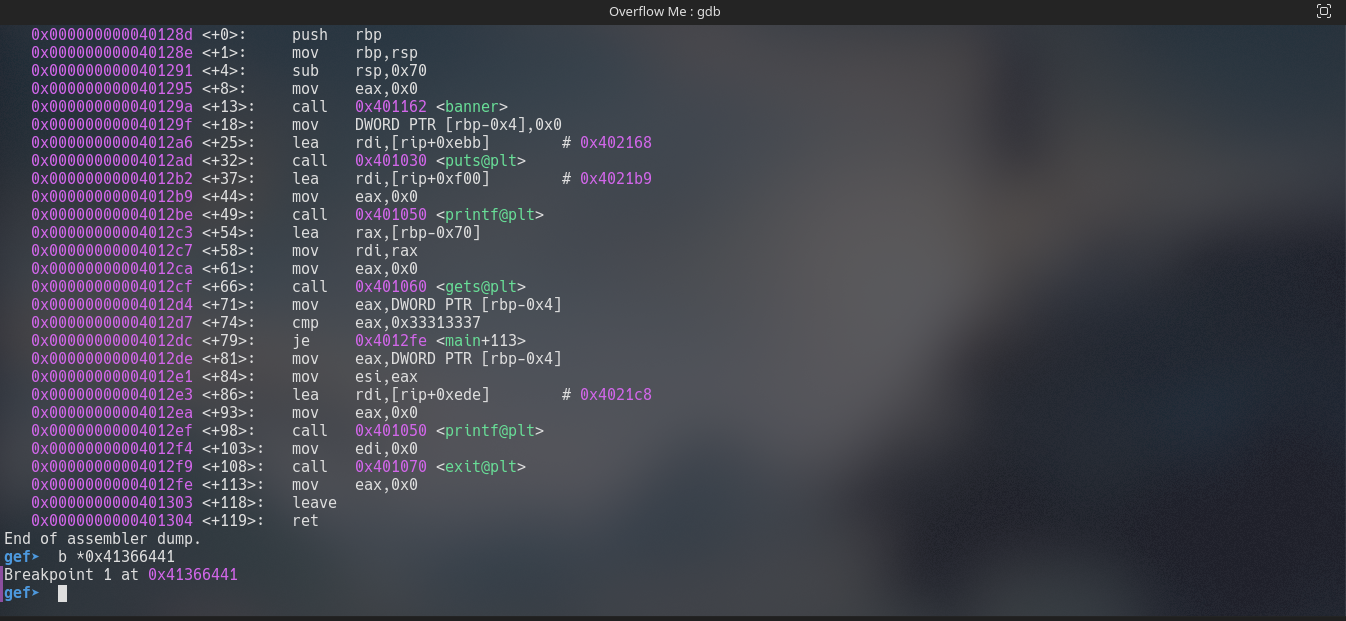 Overflow Me : gdb
0x000000000040128d <+0>: push rbp
0x000000000040128e <+1>: mov rbp,rsp
0x0000000000401291 <+4>: sub rsp,0x70
0x0000000000401295 <+8>: mov eax,0x0
0x000000000040129a <+13>: call 0x401162 <banner>
0x000000000040129f <+18>: mov DWORD PTR [rbp-0x4],0x0
0x00000000004012a6 <+25>: lea rdi,[rip+0xebb] # 0x402168
0x00000000004012ad <+32>: call 0x401030 <puts@plt>
0x00000000004012b2 <+37>: lea rdi,[rip+0xf00] # 0x4021b9
0x00000000004012b9 <+44>: mov eax,0x0
0x00000000004012be <+49>: call 0x401050 <printf@plt>
0x00000000004012c3 <+54>: lea rax,[rbp-0x70]
0x00000000004012c7 <+58>: mov rdi,rax
0x00000000004012ca <+61>: mov eax,0x0
0x00000000004012cf <+66>: call 0x401060 <gets@plt>
0x00000000004012d4 <+71>: mov eax,DWORD PTR [rbp-0x4]
0x00000000004012d7 <+74>: cmp eax,0x33313337
0x00000000004012dc <+79>: je 0x4012fe <main+113>
0x00000000004012de <+81>: mov eax,DWORD PTR [rbp-0x4]
0x00000000004012e1 <+84>: mov esi,eax
0x00000000004012e3 <+86>: lea rdi,[rip+0xede] # 0x4021c8
0x00000000004012ea <+93>: mov eax,0x0
0x00000000004012ef <+98>: call 0x401050 <printf@plt>
0x00000000004012f4 <+103>: mov edi,0x0
0x00000000004012f9 <+108>: call 0x401070 <exit@plt>
0x00000000004012fe <+113>: mov eax,0x0
0x0000000000401303 <+118>: leave
0x0000000000401304 <+119>: ret
End of assembler dump.
gef➤ b *0x41366441
Breakpoint 1 at 0x41366441
gef➤